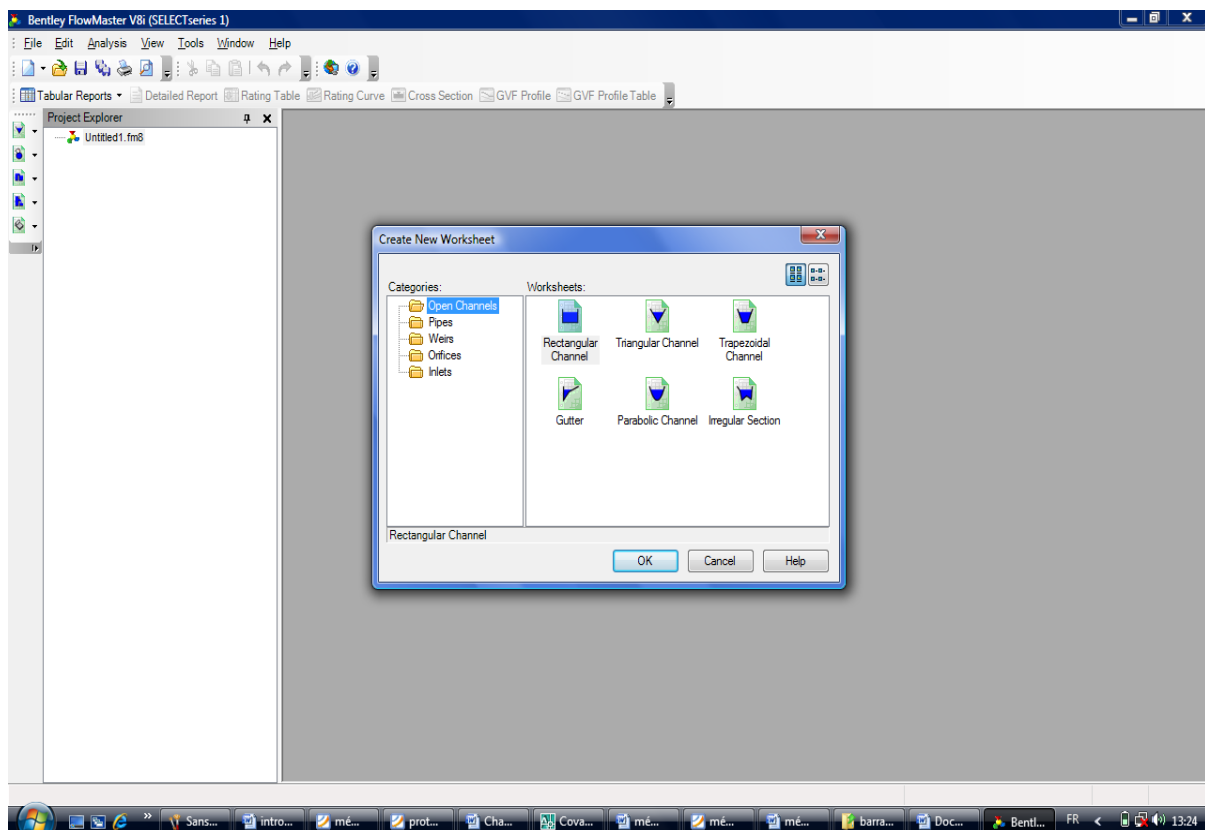 Bentley FlowMaster V8i (SELECTseries 1)
File Edit Analysis View Tools Window Help
Tabular Reports Detailed Report Rating Table Rating Curve Cross Section GVF Profile GVF Profile Table
Project Explorer
Untitled1.fm8
Create New Worksheet
Categories: Worksheets:
Open Channels
Pipes
Weirs
Orifices
Inlets
Rectangular Channel
Triangular Channel
Trapezoidal Channel
Gutter
Parabolic Channel
Irregular Section
Rectangular Channel
OK Cancel Help
Sans... intro... mé... prot... Cha... Cova... mé... mé... mé... barra... Doc... Bentl... FR 13:24